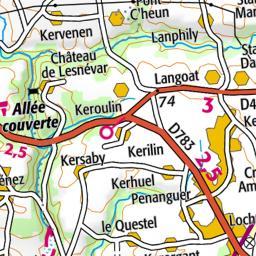 Pont
C'heun
Kervenen
Lanphily
Château
de Lesnévar
Langoat
Allée
couverte
Keroulin
74
3
2,5
D783
2,5
Kersaby
Kerilin
Kerhuel
Penanguer
le Questel